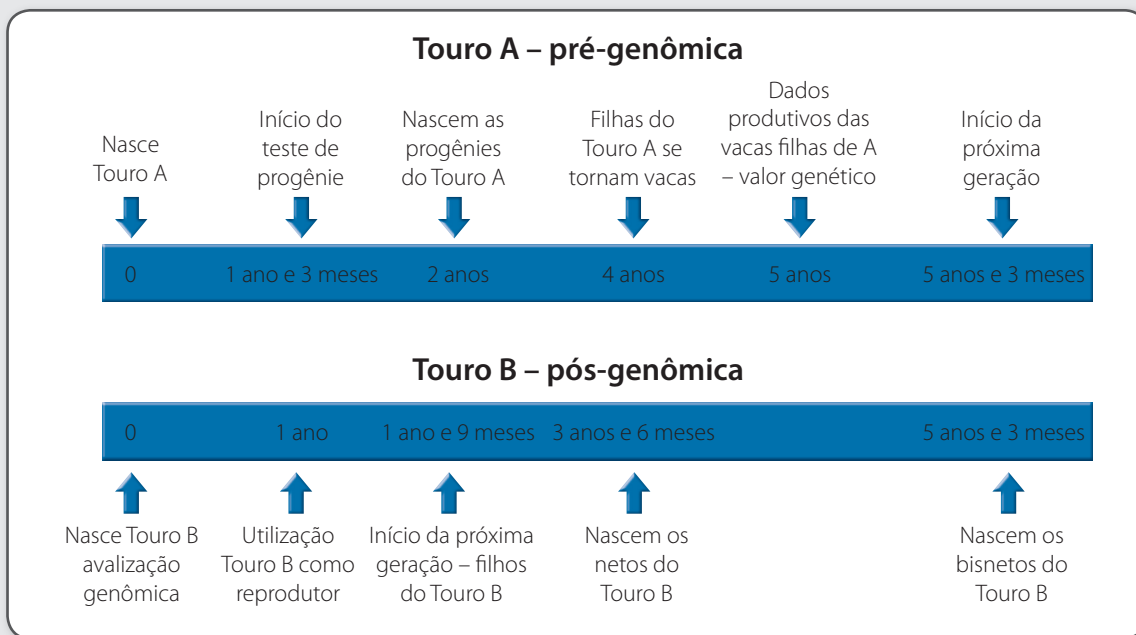 Touro A – pré-genômica
Nasce
Touro A
Início do
teste de
progênie
Nascem as
progênies
do Touro A
Filhas do
Touro A se
tornam vacas
Dados
produtivos das
vacas filhas de A
– valor genético
Início da
próxima
geração
0
1 ano e 3 meses
2 anos
4 anos
5 anos
5 anos e 3 meses
Touro B – pós-genômica
0
1 ano
1 ano e 9 meses
3 anos e 6 meses
5 anos e 3 meses
Nasce Touro B
avalização
genômica
Utilização
Touro B como
reprodutor
Início da próxima
geração – filhos
do Touro B
Nascem os
netos do
Touro B
Nascem os
bisnetos do
Touro B